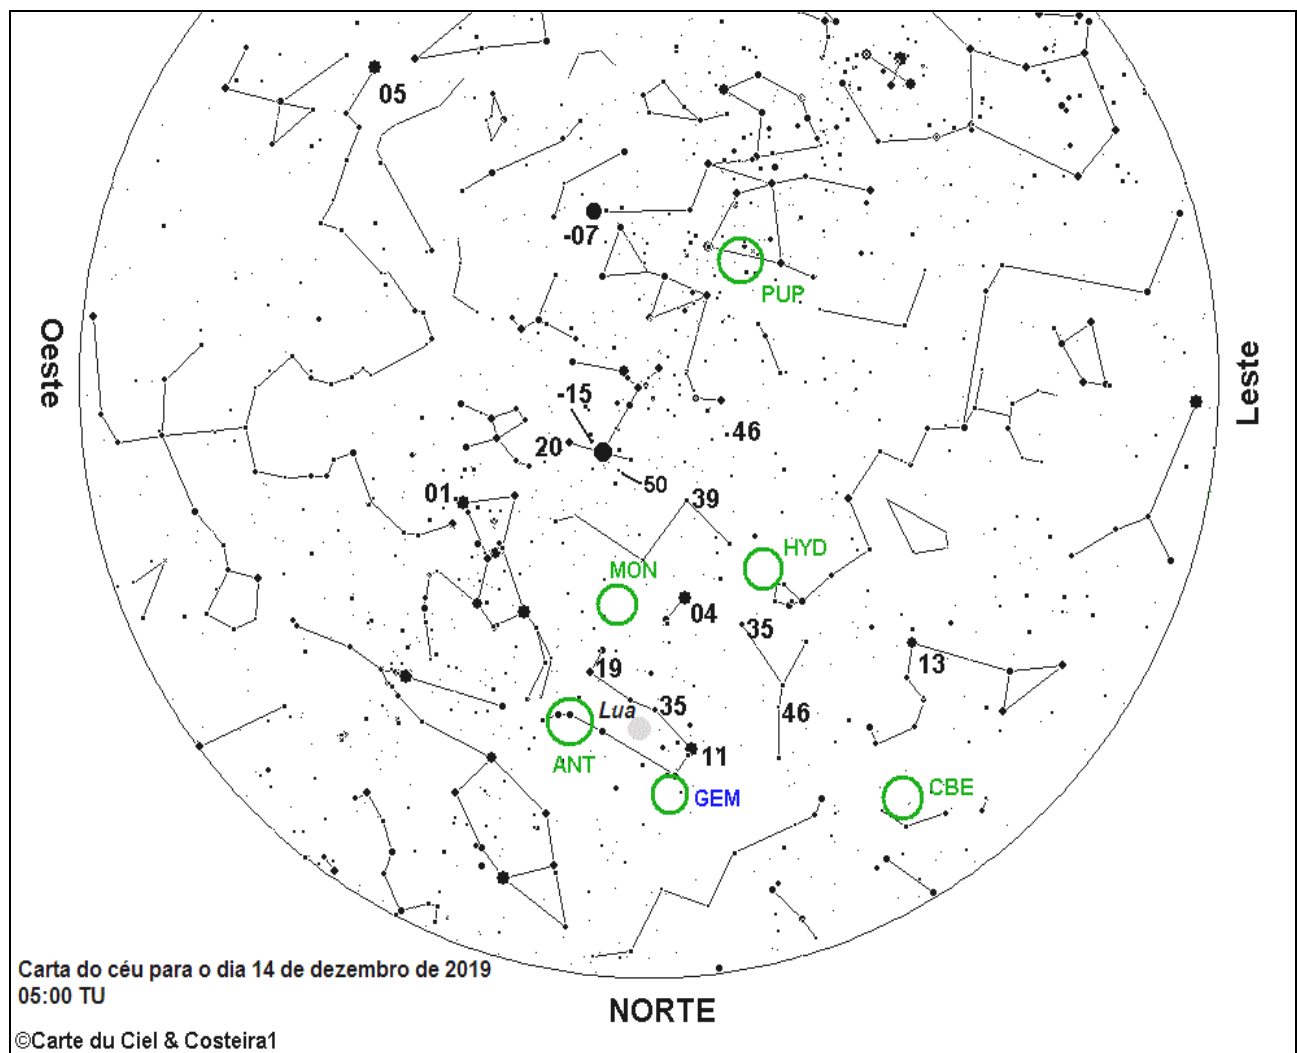 05
-07
PUP
Oeste
Leste
-15
20
46
50
01
39
HYD
MON
04
35
19
13
Lua
35
46
11
ANT
GEM
CBE
Carta do céu para o dia 14 de dezembro de 2019
05:00 TU
NORTE
©Carte du Ciel & Costeira1